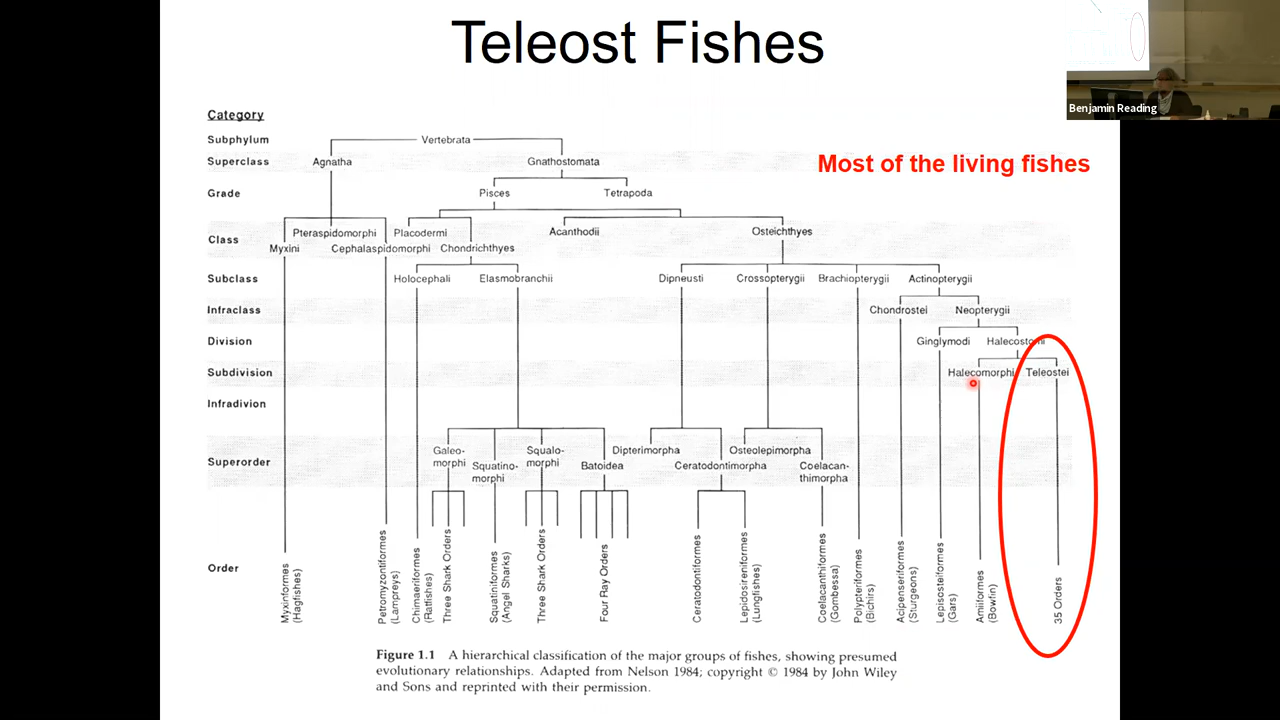 Teleost Fishes
Benjamin Reading
Category
Most of the living fishes
Subphylum
Vertebrata
Superclass
Agnatha
Gnathostomata
Grade
Pisces
Tetrapoda
Class
Pteraspidomorphi
Placodermi
Acanthodii
Osteichthyes
Myxini
Cephalaspidomorphi
Chondrichthyes
Subclass
Holocephali
Elasmobranchii
Dipneusti
Crossopterygii
Brachiopterygii
Actinopterygii
Infraclass
Chondrostei
Neopterygii
Division
Ginglymodi
Halecostomi
Subdivision
Halecomorphi
Teleostei
Infradivion
Superorder
Galeo-
morphi
Squatino-
morphi
Squalo-
morphi
Batoidea
Dipterimorpha
Ceratodontimorpha
Osteolepimorpha
Coelacan-
thimorpha
Order
Myxinformes
(Hagfishes)
Petromyzontiformes
(Lampreys)
Chimaeriformes
(Ratfishes)
Three Shark Orders
Squatiniformes
(Angel Sharks)
Three Shark Orders
Four Ray Orders
Ceratodontiformes
Lepidosireniformes
(Lungfishes)
Coelacanthiformes
(Gombessa)
Polypteriformes
(Bichirs)
Acipenseriformes
(Sturgeons)
Lepisosteiformes
(Gars)
Amiiformes
(Bowfin)
35 Orders
Figure 1.1 A hierarchical classification of the major groups of fishes, showing presumed
evolutionary relationships. Adapted from Nelson 1984; copyright © 1984 by John Wiley
and Sons and reprinted with their permission.